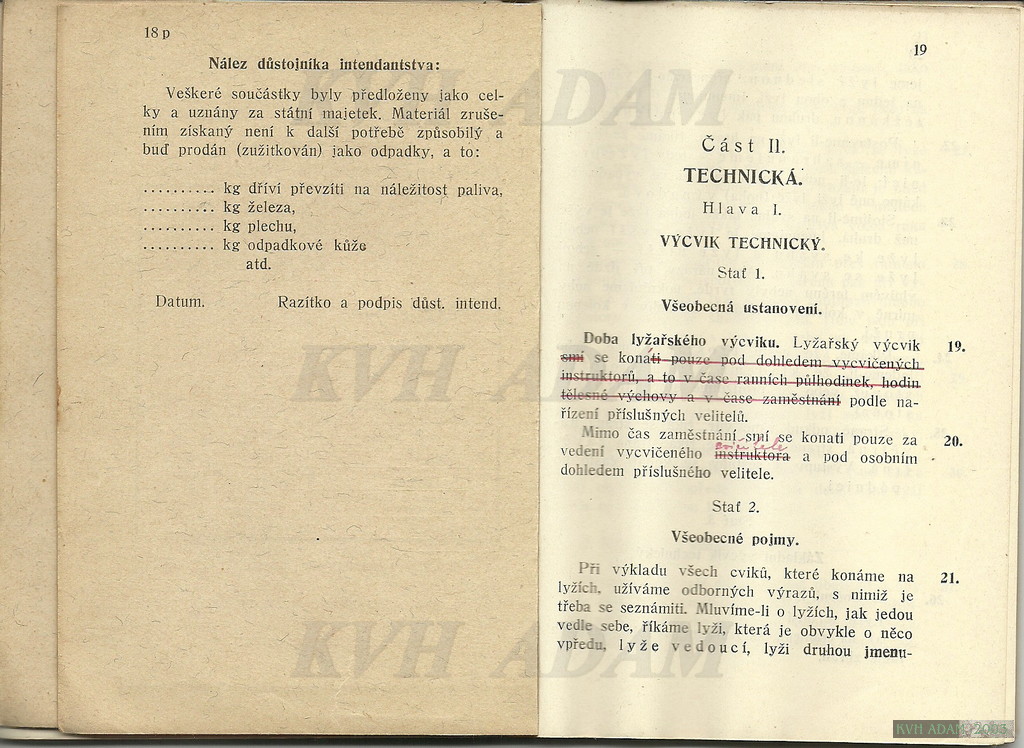 18 p
Nález důstojníka intendantstva:
Veškeré součástky byly předloženy jako cel-
ky a uznány za státní majetek. Materiál zruše-
ním získaný není k další potřebě způsobilý a
buď prodán (zužitkován) jako odpadky, a to:
.......... kg dříví převzíti na náležitost paliva,
.......... kg železa,
.......... kg plechu,
.......... kg odpadkové kůže
atd.
Datum. Razítko a podpis důst. intend.
19
Část II.
TECHNICKÁ.
Hlava I.
VÝCVIK TECHNICKÝ.
Stať 1.
Všeobecná ustanovení.
Doba lyžařského výcviku. Lyžařský výcvik 19.
smí se konáti pouze pod dohledem vycvičených
instruktorů, a to v čase ranních půlhodinek, hodin
tělesné výchovy a v čase zaměstnání podle na-
řízení příslušných velitelů.
Mimo čas zaměstnání smí se konati pouze za 20.
cvičitele
vedení vycvičeného instruktora a pod osobním
dohledem příslušného velitele.
Stať 2.
Všeobecné pojmy.
Při výkladu všech cviků, které konáme na 21.
lyžích, užíváme odborných výrazů, s nimiž je
třeba se seznámiti. Mluvíme-li o lyžích, jak jedou
vedle sebe, říkáme lyži, která je obvykle o něco
vpředu, lyže vedoucí, lyži druhou jmenu-
KVH ADAM
KVH ADAM
KVH ADAM
KVH ADAM 2005